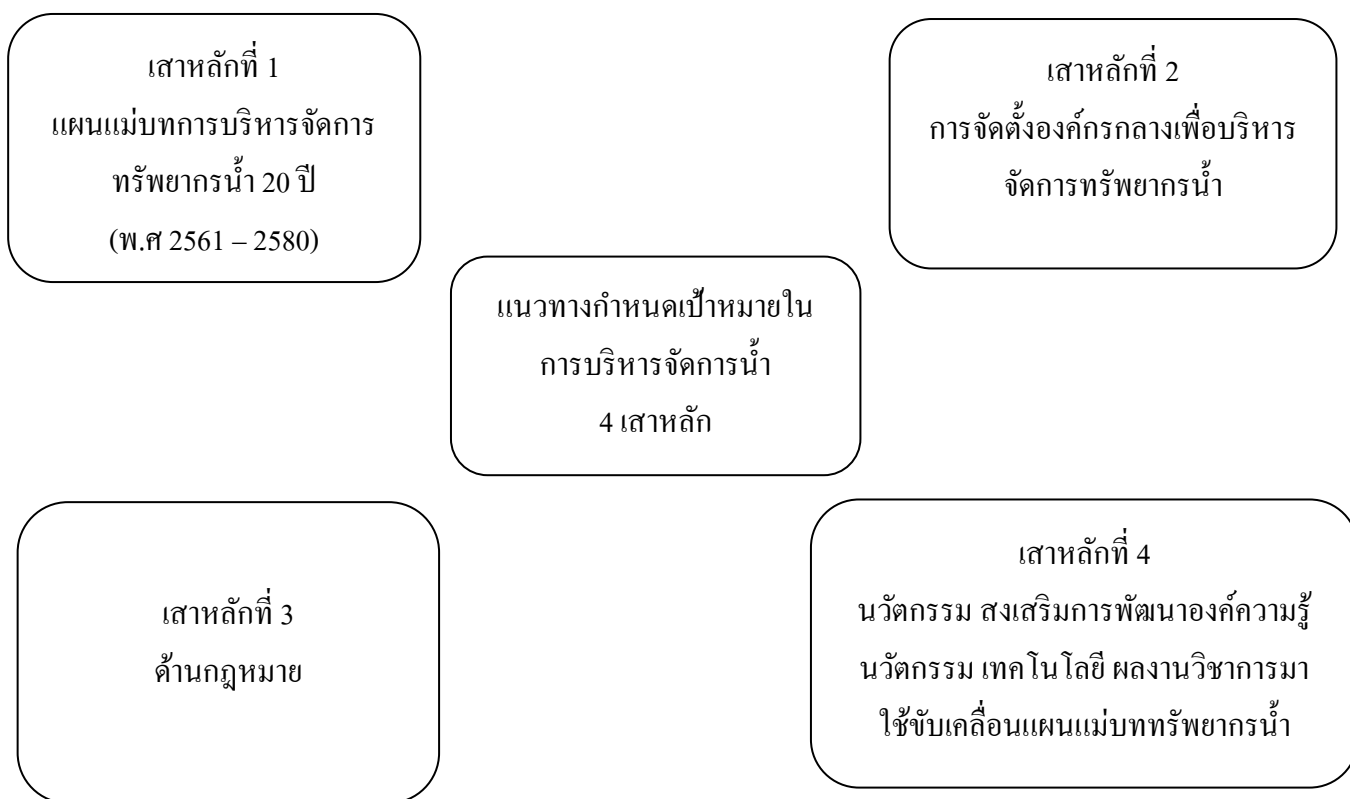 เสาหลักที่ 1
แผนแม่บทการบริหารจัดการ
ทรัพยากรน้ำ 20 ปี
(พ.ศ 2561 – 2580)
เสาหลักที่ 2
การจัดตั้งองค์กรกลางเพื่อบริหาร
จัดการทรัพยากรน้ำ
แนวทางกำหนดเป้าหมายใน
การบริหารจัดการน้ำ
4 เสาหลัก
เสาหลักที่ 3
ด้านกฎหมาย
เสาหลักที่ 4
นวัตกรรม สงเสริมการพัฒนาองค์ความรู้
นวัตกรรม เทคโนโลยี ผลงานวิชาการมา
ใช้ขับเคลื่อนแผนแม่บททรัพยากรน้ำ